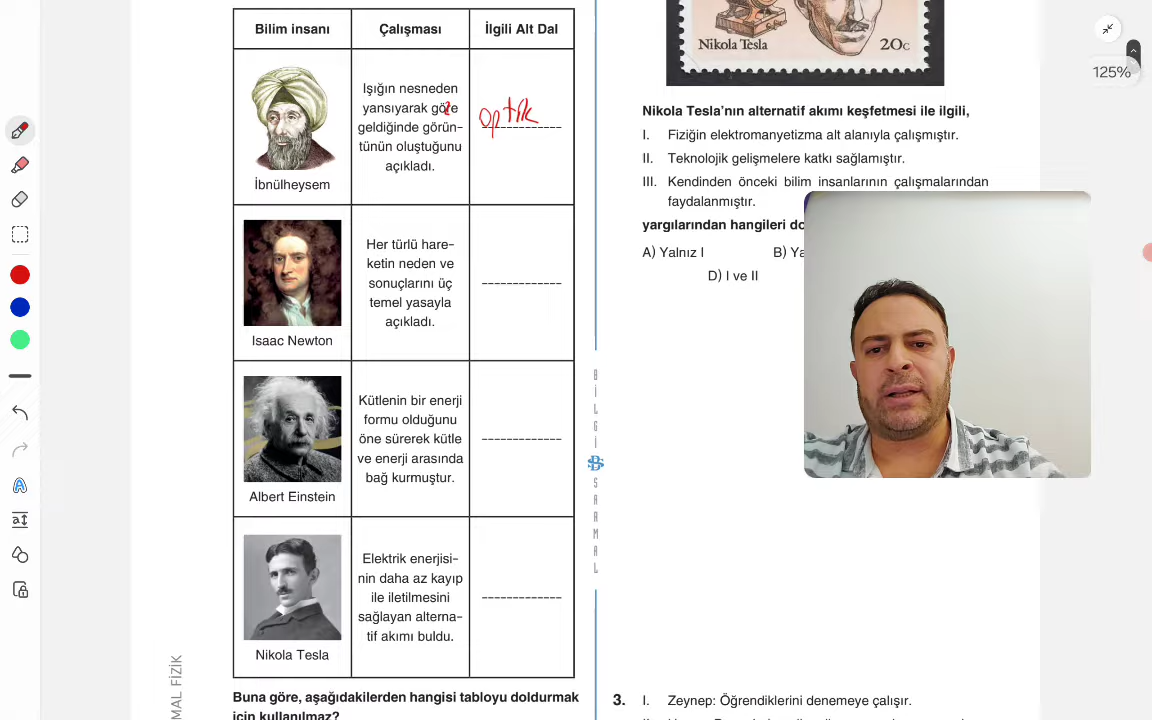 Bilim insanı
Çalışması
İlgili Alt Dal
Işığın nesneden
yansıyarak göze
geldiğinde görün-
tünün oluştuğunu
açıkladı.
optik
İbnülheysem
Her türlü hare-
ketin neden ve
sonuçlarını üç
temel yasayla
açıkladı.
Isaac Newton
Kütlenin bir enerji
formu olduğunu
öne sürerek kütle
ve enerji arasında
bağ kurmuştur.
Albert Einstein
Elektrik enerjisi-
nin daha az kayıp
ile iletilmesini
sağlayan alterna-
tif akımı buldu.
Nikola Tesla
Buna göre, aşağıdakilerden hangisi tabloyu doldurmak
için kullanılmaz?
MAL FİZİK
BİLGİ
SARMAL
Nikola Tesla
20c
Nikola Tesla'nın alternatif akımı keşfetmesi ile ilgili,
I. Fiziğin elektromanyetizma alt alanıyla çalışmıştır.
II. Teknolojik gelişmelere katkı sağlamıştır.
III. Kendinden önceki bilim insanlarının çalışmalarından
faydalanmıştır.
yargılarından hangileri do
A) Yalnız I B) Ya
D) I ve II
3. I. Zeynep: Öğrendiklerini denemeye çalışır.
125%